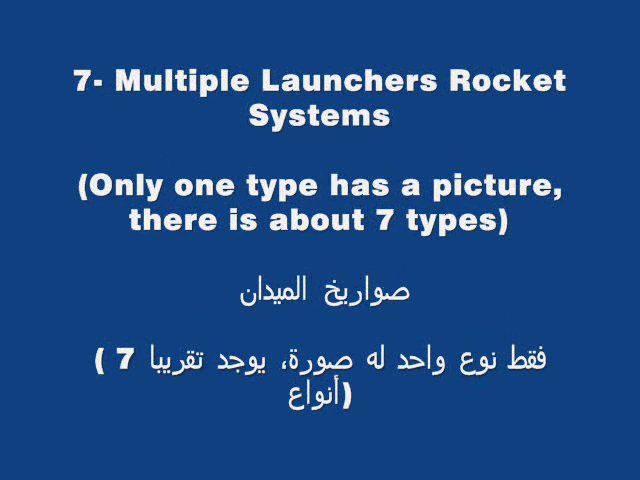 7- Multiple Launchers Rocket
Systems
(Only one type has a picture,
there is about 7 types)
صواريخ الميدان
فقط نوع واحد له صورة، يوجد تقريبا 7 )
(أنواع